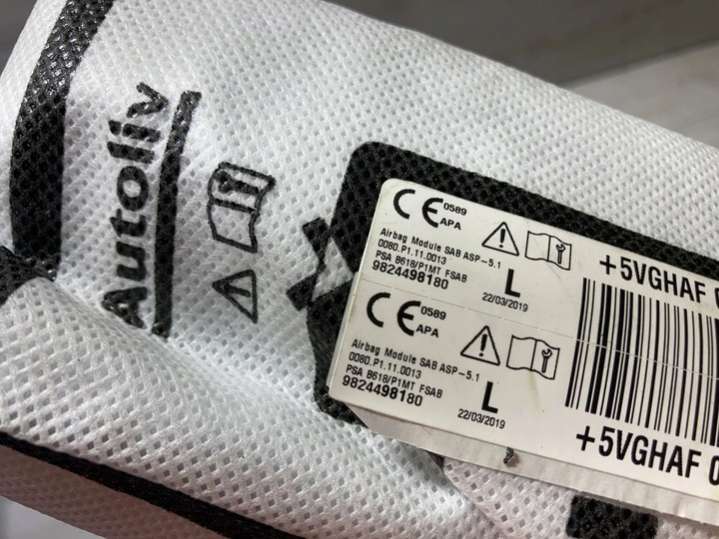 Autoliv
CE 0589
APA
Airbag Module SAB ASP-5.1
0080.P1.11.0013
PSA B618/P1MT FSAB
9824498180
L
22/03/2019
+5VGHAF 0
CE 0589
APA
Airbag Module SAB ASP-5.1
0080.P1.11.0013
PSA B618/P1MT FSAB
9824498180
L
22/03/2019
+5VGHAF 0